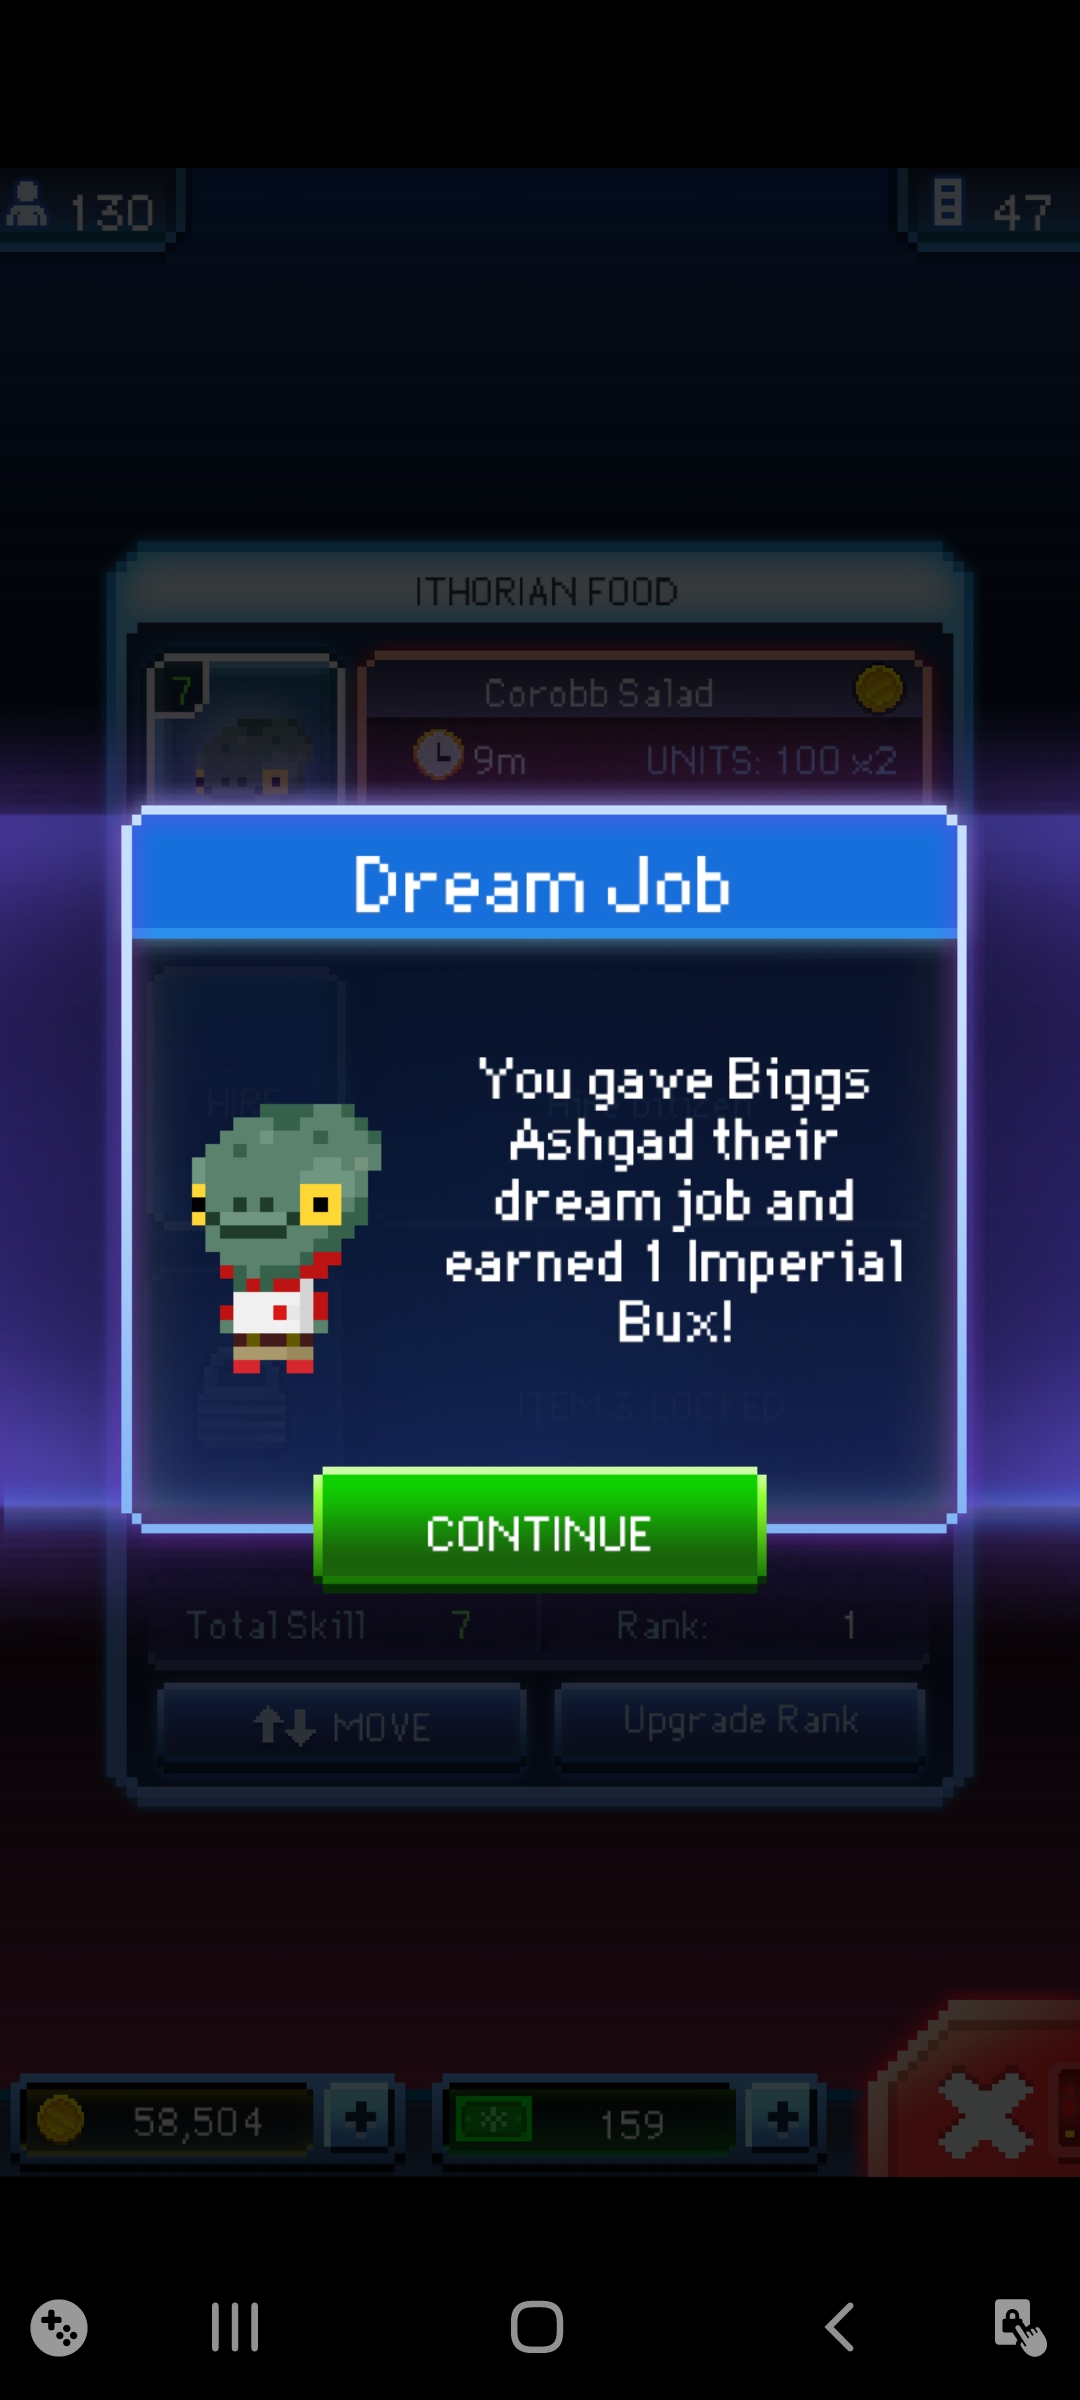 130
47
ITHORIAN FOOD
7
Corobb Salad
9m
UNITS: 100 x2
Dream Job
HIRE
You gave Biggs
Ashgad their
dream job and
earned 1 Imperial
Bux!
ITEM 3 LOCKED
CONTINUE
Total Skill
7
Rank:
1
MOVE
Upgrade Rank
58,504
159